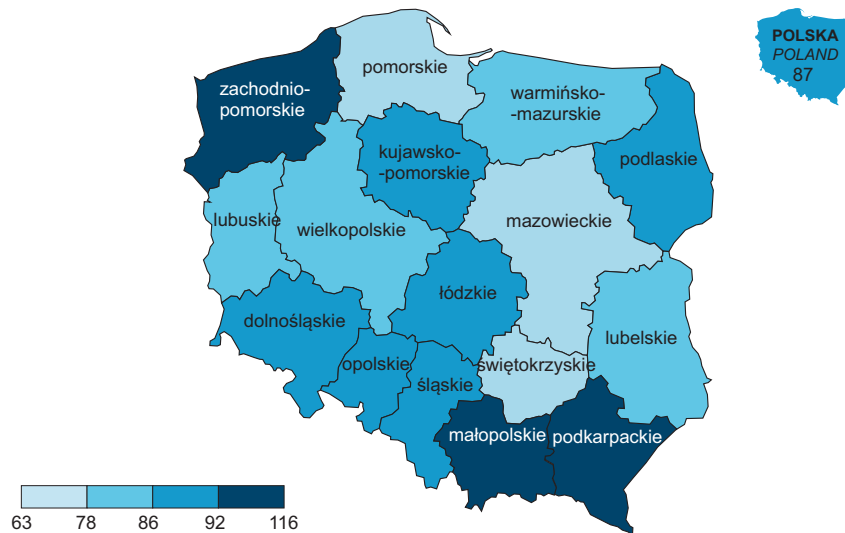 POLSKA
POLAND
87
pomorskie
zachodnio-
pomorskie
warmińsko-
-mazurskie
kujawsko-
-pomorskie
podlaskie
lubuskie
wielkopolskie
mazowieckie
łódzkie
dolnośląskie
lubelskie
opolskie
świętokrzyskie
śląskie
małopolskie
podkarpackie
63 78 86 92 116